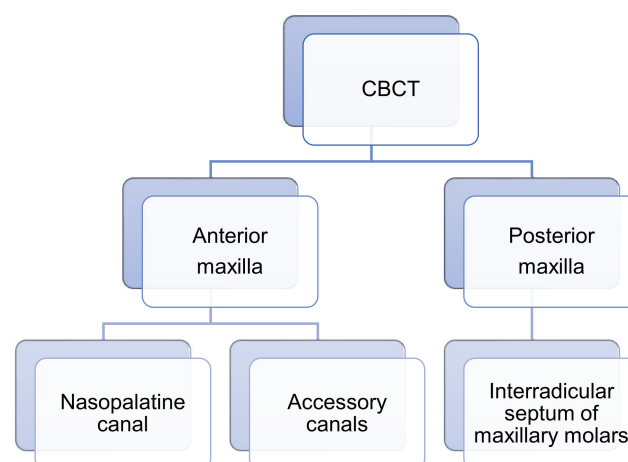 CBCT
Anterior
maxilla
Posterior
maxilla
Nasopalatine
canal
Accessory
canals
Interradicular
septum of
maxillary molars